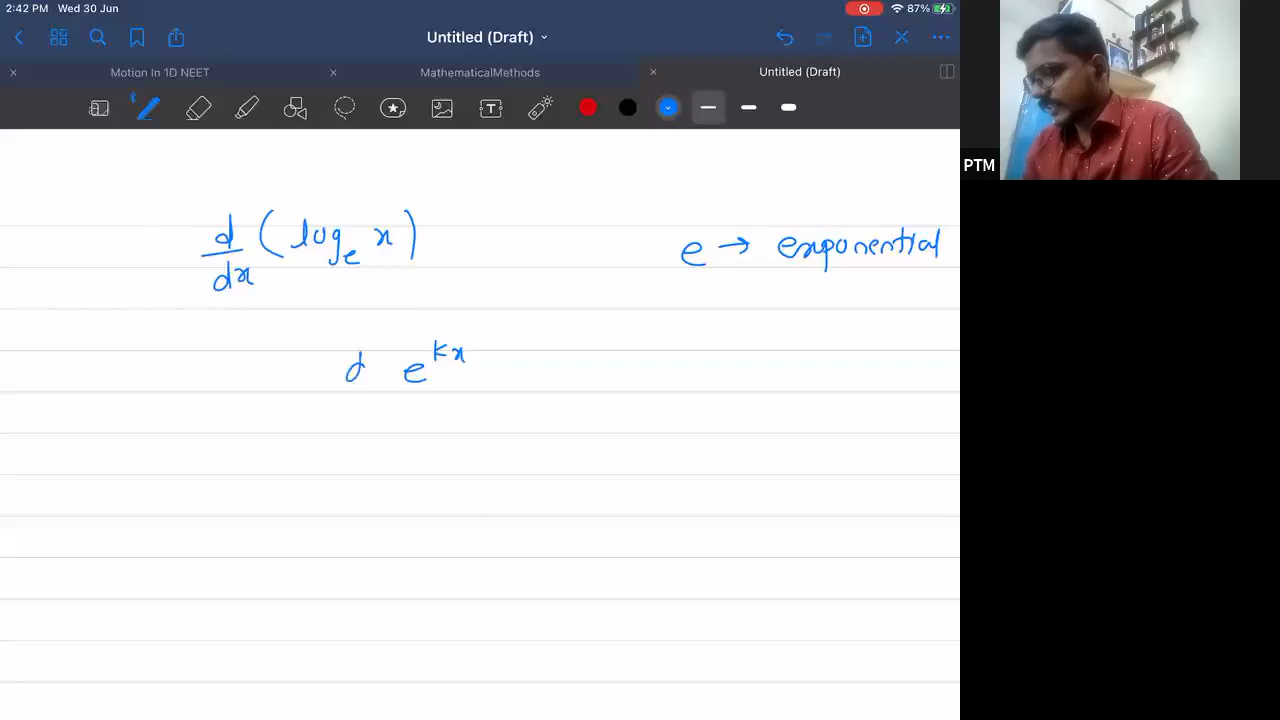 2:42 PM Wed 30 Jun 87%
Untitled (Draft)
Motion In 1D NEET MathematicalMethods Untitled (Draft)
PTM
d/dx (log_e x) e → exponential
d e^{kx}